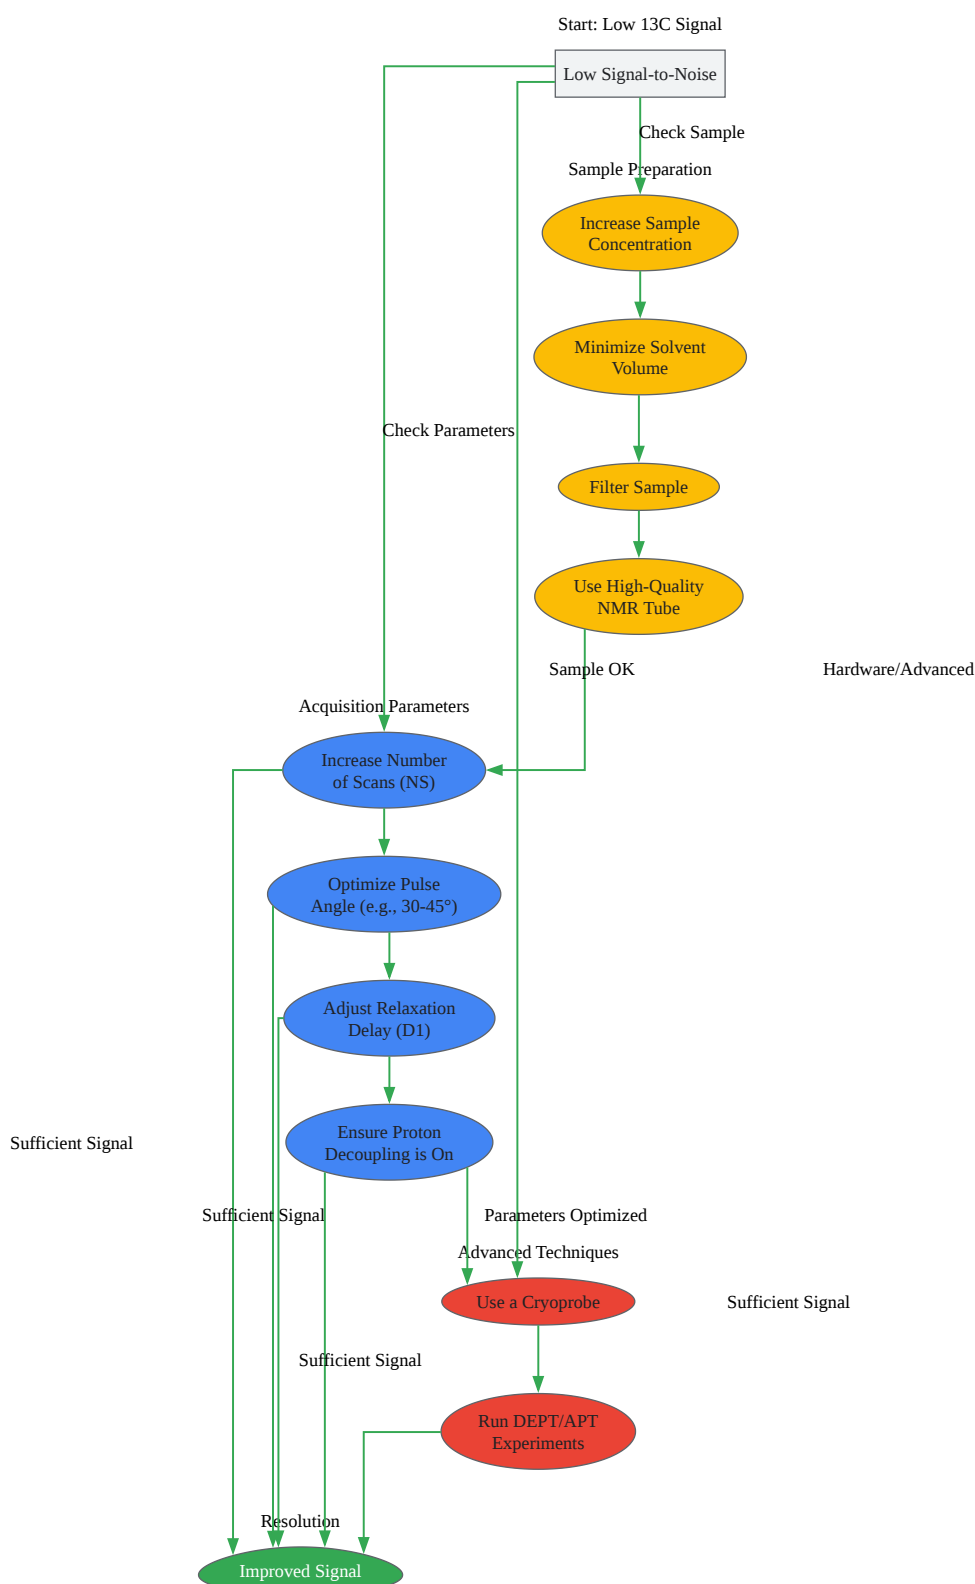 Start: Low 13C Signal
Low Signal-to-Noise
Check Sample
Sample Preparation
Increase Sample
Concentration
Minimize Solvent
Volume
Check Parameters
Filter Sample
Use High-Quality
NMR Tube
Sample OK
Hardware/Advanced
Acquisition Parameters
Increase Number
of Scans (NS)
Optimize Pulse
Angle (e.g., 30-45°)
Adjust Relaxation
Delay (D1)
Ensure Proton
Decoupling is On
Sufficient Signal
Sufficient Signal
Parameters Optimized
Advanced Techniques
Use a Cryoprobe
Sufficient Signal
Sufficient Signal
Run DEPT/APT
Experiments
Resolution
Improved Signal